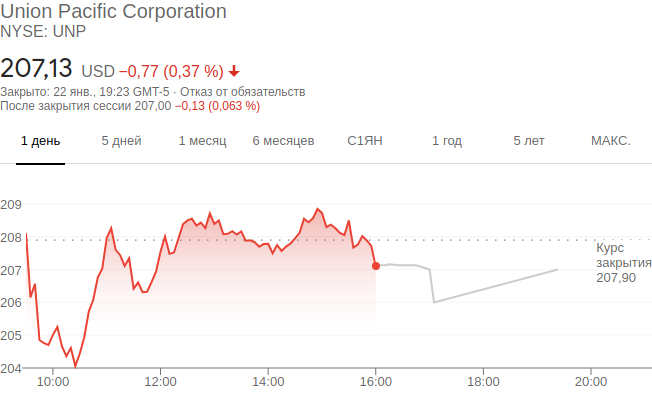 Union Pacific Corporation
NYSE: UNP
207,13 USD −0,77 (0,37 %)
Закрыто: 22 янв., 19:23 GMT-5 · Отказ от обязательств
После закрытия сессии 207,00 −0,13 (0,063 %)
1 день 5 дней 1 месяц 6 месяцев С1ЯН 1 год 5 лет МАКС.
209
208
Курс
закрытия
207,90
207
206
205
204
10:00 12:00 14:00 16:00 18:00 20:00